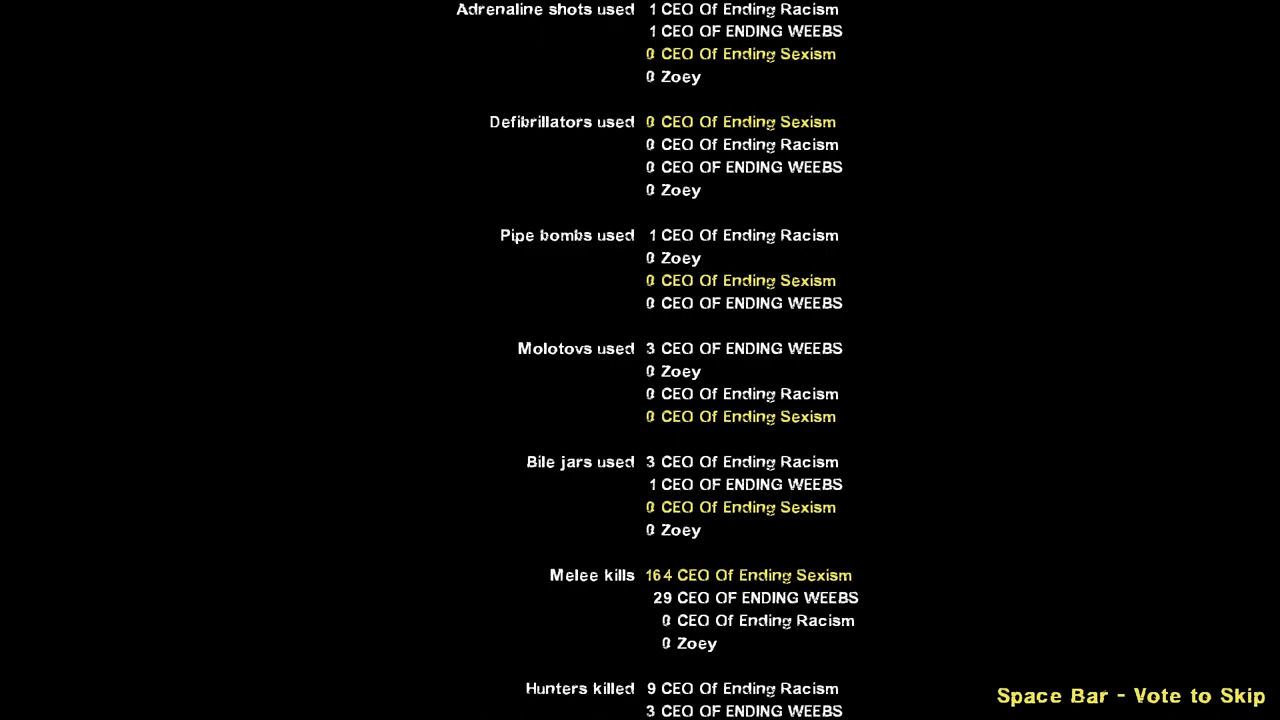 Adrenaline shots used 1 CEO Of Ending Racism
1 CEO OF ENDING WEEBS
0 CEO Of Ending Sexism
0 Zoey
Defibrillators used 0 CEO Of Ending Sexism
0 CEO Of Ending Racism
0 CEO OF ENDING WEEBS
0 Zoey
Pipe bombs used 1 CEO Of Ending Racism
0 Zoey
0 CEO Of Ending Sexism
0 CEO OF ENDING WEEBS
Molotovs used 3 CEO OF ENDING WEEBS
0 Zoey
0 CEO Of Ending Racism
0 CEO Of Ending Sexism
Bile jars used 3 CEO Of Ending Racism
1 CEO OF ENDING WEEBS
0 CEO Of Ending Sexism
0 Zoey
Melee kills 164 CEO Of Ending Sexism
29 CEO OF ENDING WEEBS
0 CEO Of Ending Racism
0 Zoey
Hunters killed 9 CEO Of Ending Racism
3 CEO OF ENDING WEEBS
Space Bar - Vote to Skip